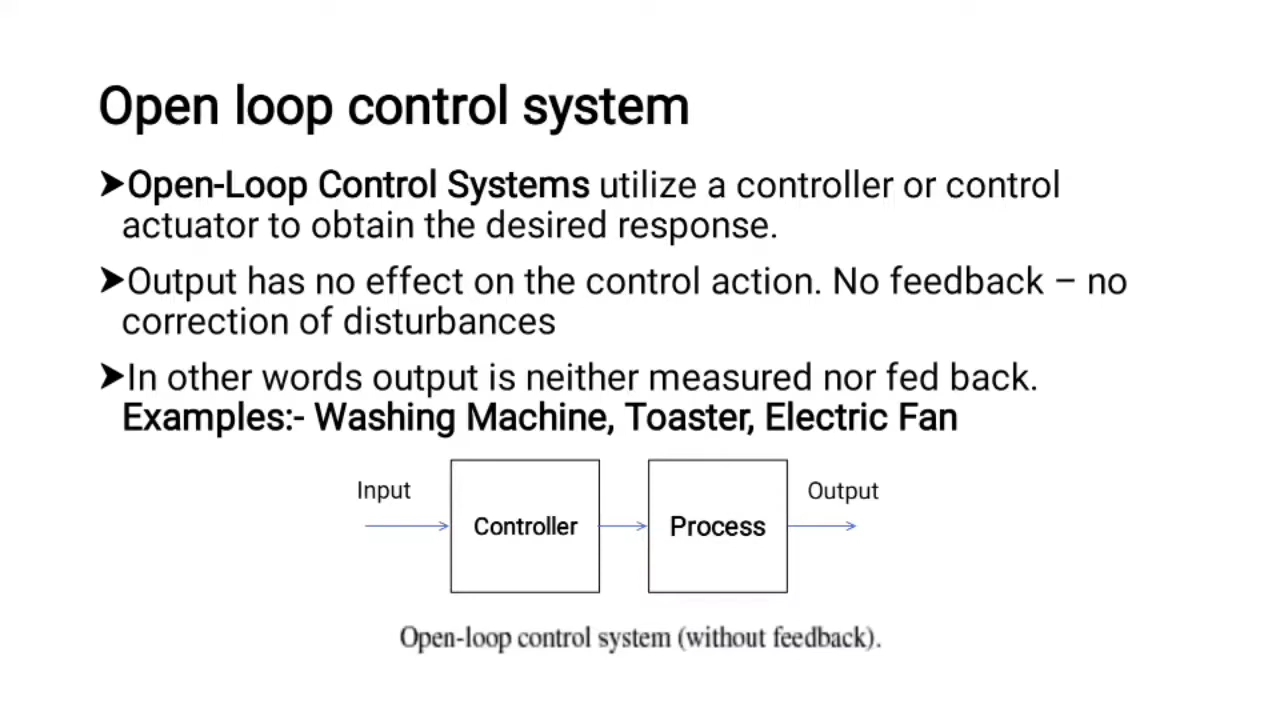 Open loop control system
➤Open-Loop Control Systems utilize a controller or control
actuator to obtain the desired response.
➤Output has no effect on the control action. No feedback – no
correction of disturbances
➤In other words output is neither measured nor fed back.
Examples:- Washing Machine, Toaster, Electric Fan
Input
Controller
Process
Output
Open-loop control system (without feedback).